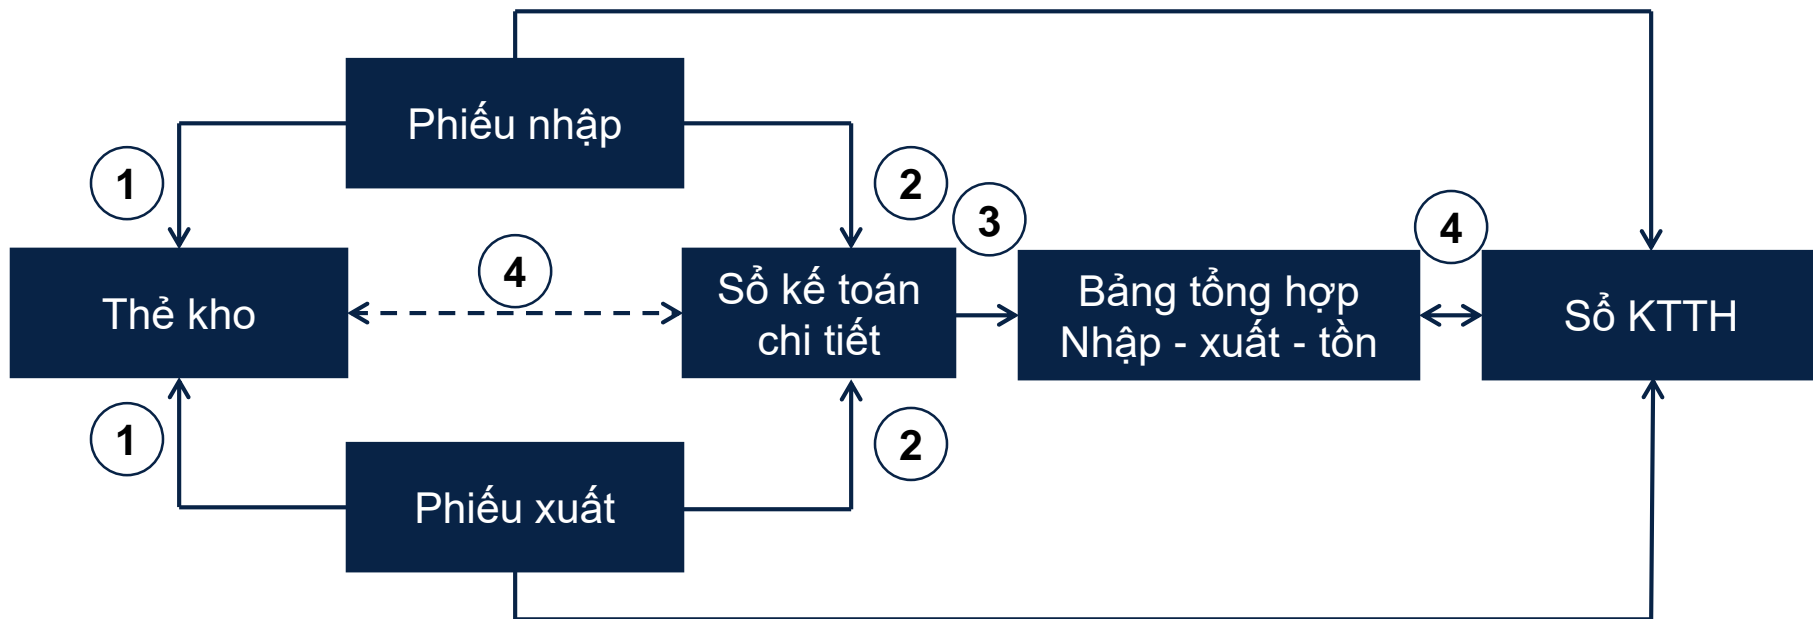 Phiếu nhập
1
2
3
4
4
Thẻ kho
Sổ kế toán
chi tiết
Bảng tổng hợp
Nhập - xuất - tồn
Sổ KTTH
1
2
Phiếu xuất